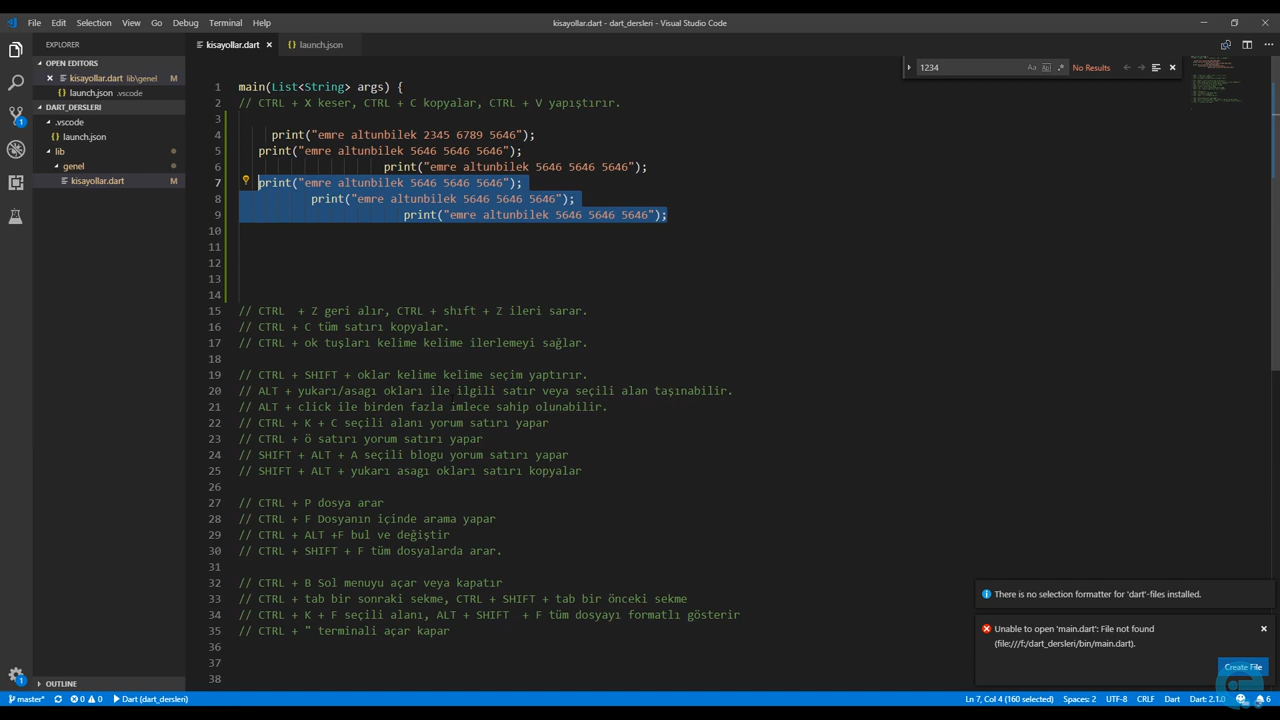 File Edit Selection View Go Debug Terminal Help
kisayollar.dart - dart_dersleri - Visual Studio Code
EXPLORER
OPEN EDITORS
kisayollar.dart lib\genel M
launch.json .vscode
DART_DERSLERI
.vscode
launch.json
lib
genel
kisayollar.dart M
OUTLINE
kisayollar.dart
launch.json
1234
No Results
1 main(List<String> args) {
2 // CTRL + X keser, CTRL + C kopyalar, CTRL + V yapıştırır.
3
4 print("emre altunbilek 2345 6789 5646");
5 print("emre altunbilek 5646 5646 5646");
6 print("emre altunbilek 5646 5646 5646");
7 print("emre altunbilek 5646 5646 5646");
8 print("emre altunbilek 5646 5646 5646");
9 print("emre altunbilek 5646 5646 5646");
10
11
12
13
14
15 // CTRL  + Z geri alır, CTRL + shıft + Z ileri sarar.
16 // CTRL + C tüm satırı kopyalar.
17 // CTRL + ok tuşları kelime kelime ilerlemeyi sağlar.
18
19 // CTRL + SHIFT + oklar kelime kelime seçim yaptırır.
20 // ALT + yukarı/asagı okları ile ilgili satır veya seçili alan taşınabilir.
21 // ALT + click ile birden fazla imlece sahip olunabilir.
22 // CTRL + K + C seçili alanı yorum satırı yapar
23 // CTRL + ö satırı yorum satırı yapar
24 // SHIFT + ALT + A seçili blogu yorum satırı yapar
25 // SHIFT + ALT + yukarı asagı okları satırı kopyalar
26
27 // CTRL + P dosya arar
28 // CTRL + F Dosyanın içinde arama yapar
29 // CTRL + ALT +F bul ve değiştir
30 // CTRL + SHIFT + F tüm dosyalarda arar.
31
32 // CTRL + B Sol menuyu açar veya kapatır
33 // CTRL + tab bir sonraki sekme, CTRL + SHIFT + tab bir önceki sekme
34 // CTRL + K + F seçili alanı, ALT + SHIFT  + F tüm dosyayı formatlı gösterir
35 // CTRL + " terminali açar kapar
36
37
38
There is no selection formatter for 'dart'-files installed.
Unable to open 'main.dart': File not found
(file:///f:/dart_dersleri/bin/main.dart).
Create File
master* 0 0 Dart (dart_dersleri)
Ln 7, Col 4 (160 selected) Spaces: 2 UTF-8 CRLF Dart Dart: 2.1.0 6